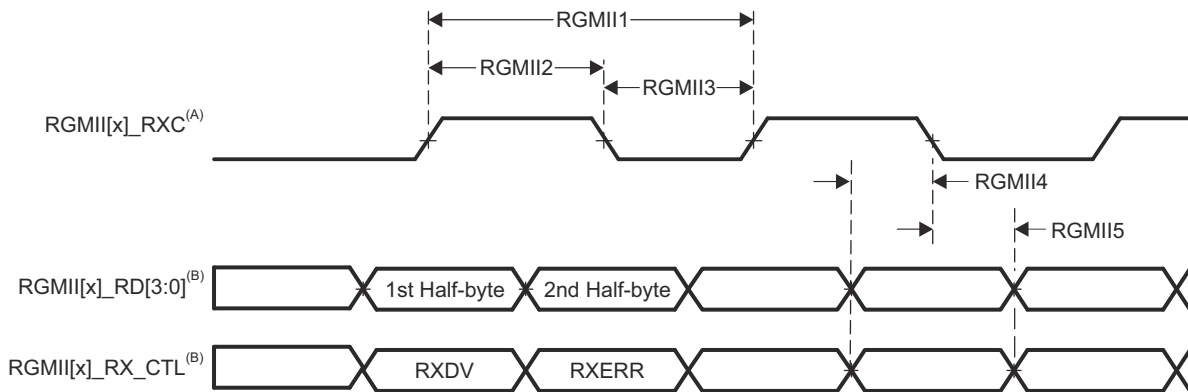 RGMII1
RGMII2
RGMII3
RGMII[x]_RXC(A)
RGMII4
RGMII5
RGMII[x]_RD[3:0](B)
1st Half-byte
2nd Half-byte
RGMII[x]_RX_CTL(B)
RXDV
RXERR